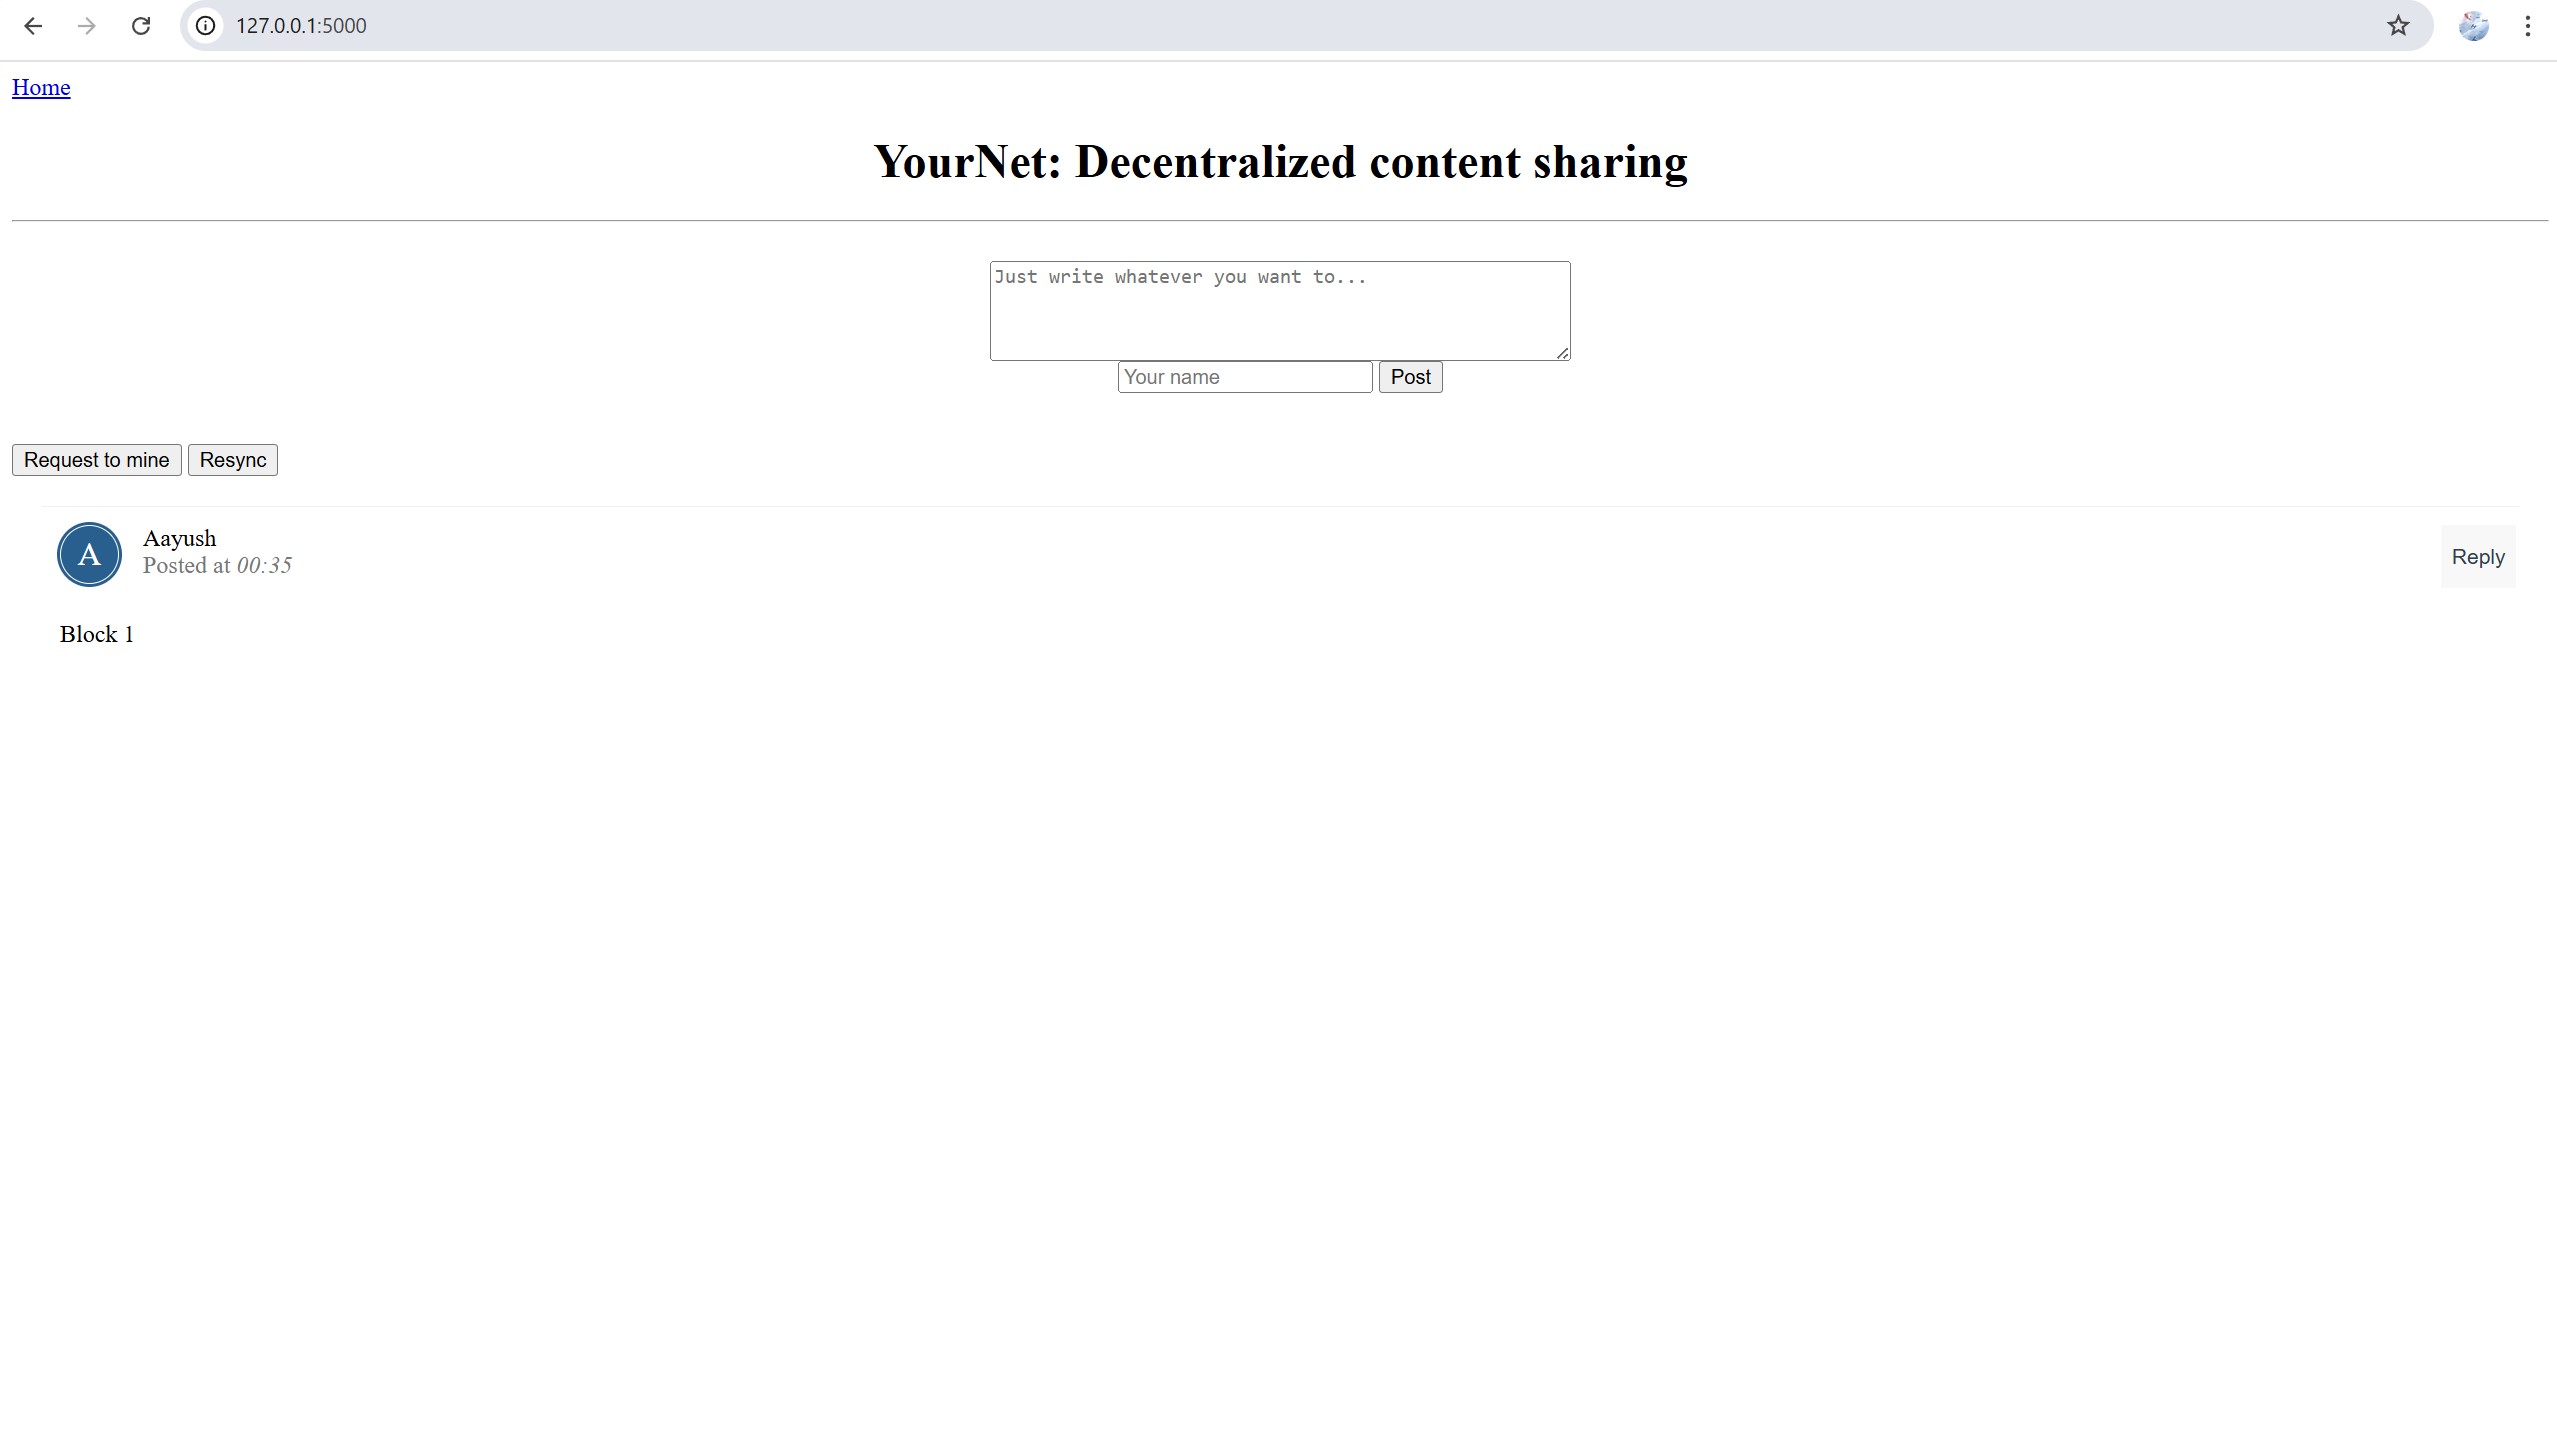 127.0.0.1:5000
Home
YourNet: Decentralized content sharing
Just write whatever you want to...
Your name Post
Request to mine Resync
A
Aayush
Posted at 00:35
Reply
Block 1